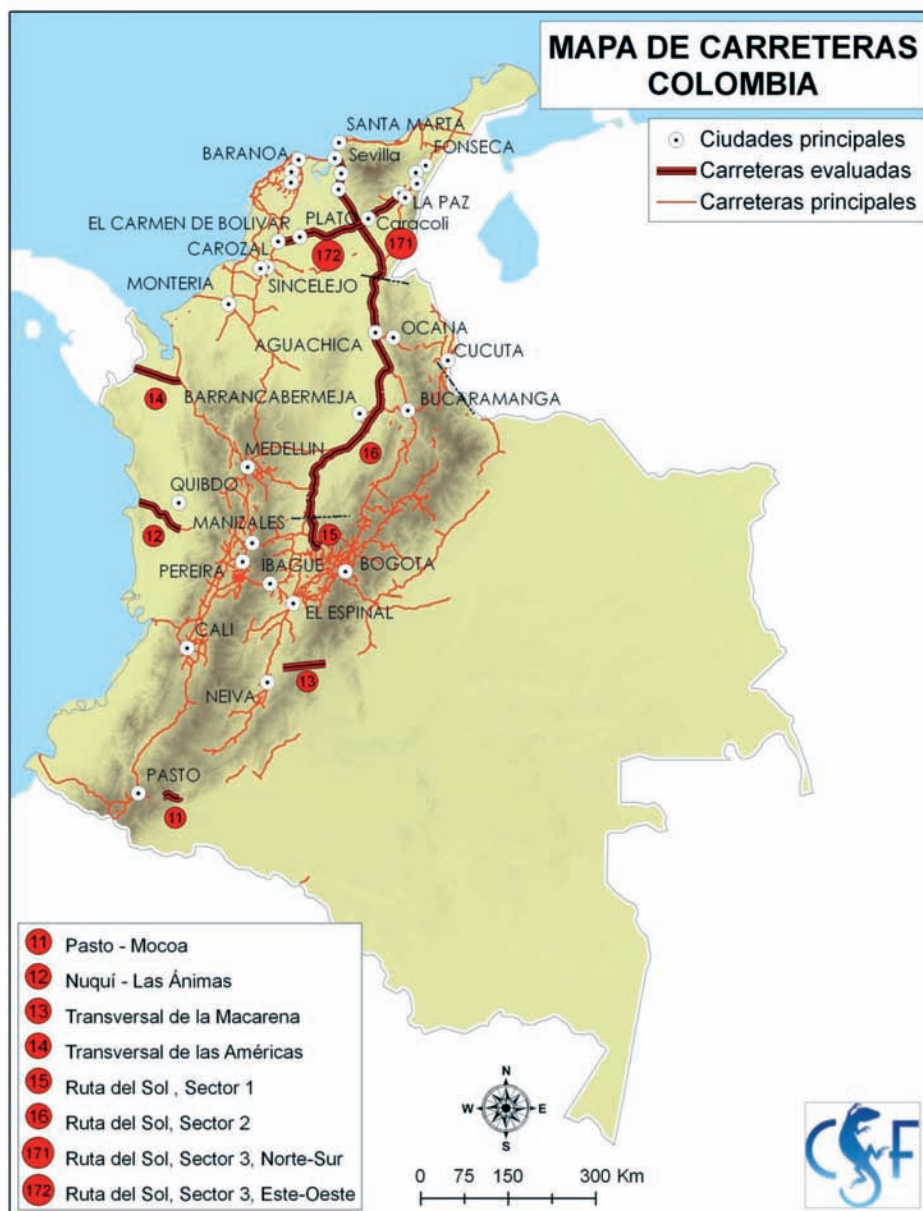 MAPA DE CARRETERAS
COLOMBIA
Ciudades principales
Carreteras evaluadas
Carreteras principales
SANTA MARTA
BARANOA
Sevilla
FONSECA
LA PAZ
EL CARMEN DE BOLIVAR
PLATO
Caracoli
CAROZAL
172
171
SINCELEJO
MONTERIA
OCANA
AGUACHICA
CUCUTA
14
BARRANCABERMEJA
BUCARAMANGA
MEDELLIN
16
QUIBDO
MANIZALES
12
15
PEREIRA
IBAGUE
BOGOTA
EL ESPINAL
CALI
13
NEIVA
PASTO
11
11 Pasto - Mocoa
12 Nuquí - Las Ánimas
13 Transversal de la Macarena
14 Transversal de las Américas
15 Ruta del Sol , Sector 1
16 Ruta del Sol, Sector 2
171 Ruta del Sol, Sector 3, Norte-Sur
172 Ruta del Sol, Sector 3, Este-Oeste
N
W E
S
0 75 150 300 Km
CSF